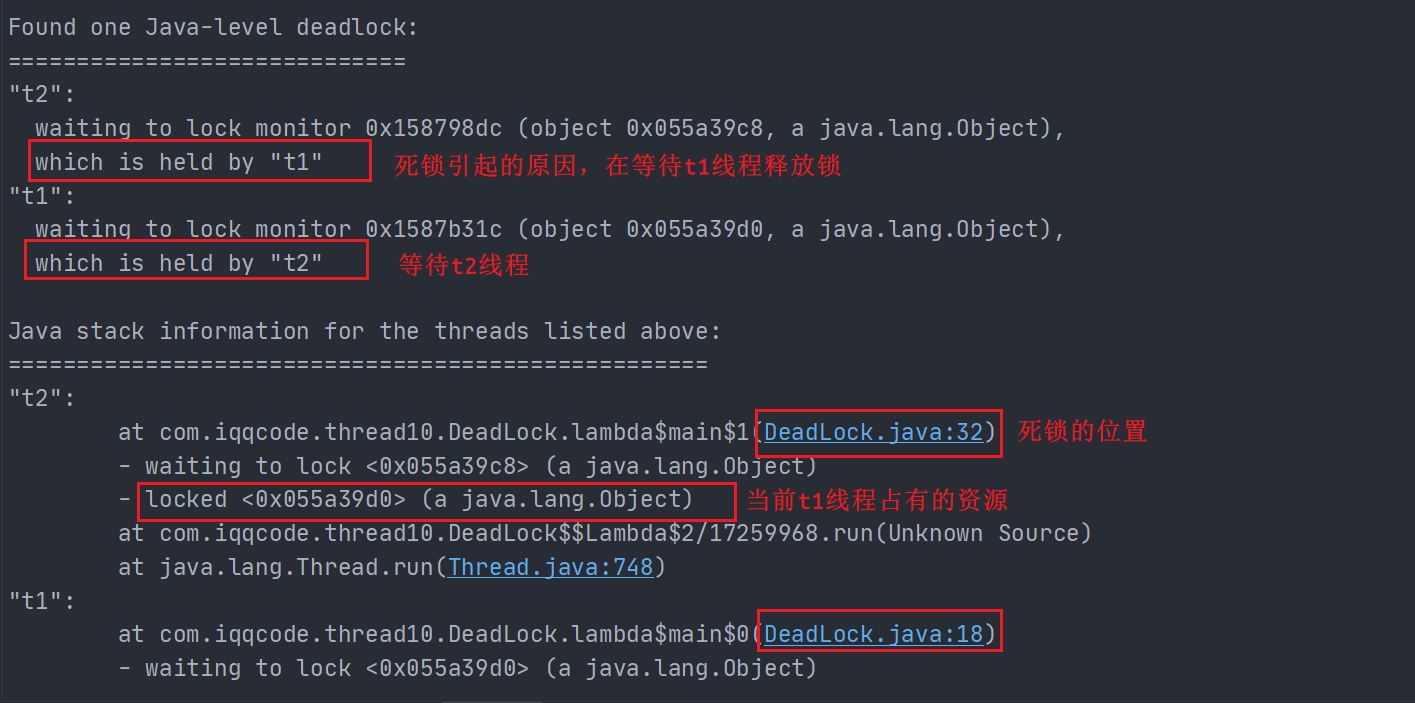 Found one Java-level deadlock:
=============================
"t2":
  waiting to lock monitor 0x158798dc (object 0x055a39c8, a java.lang.Object),
  which is held by "t1" 死锁引起的原因，在等待t1线程释放锁
"t1":
  waiting to lock monitor 0x1587b31c (object 0x055a39d0, a java.lang.Object),
  which is held by "t2" 等待t2线程

Java stack information for the threads listed above:
===================================================
"t2":
        at com.iqqcode.thread10.DeadLock.lambda$main$1(DeadLock.java:32) 死锁的位置
        - waiting to lock <0x055a39c8> (a java.lang.Object)
        - locked <0x055a39d0> (a java.lang.Object) 当前t1线程占有的资源
        at com.iqqcode.thread10.DeadLock$$Lambda$2/17259968.run(Unknown Source)
        at java.lang.Thread.run(Thread.java:748)
"t1":
        at com.iqqcode.thread10.DeadLock.lambda$main$0(DeadLock.java:18)
        - waiting to lock <0x055a39d0> (a java.lang.Object)